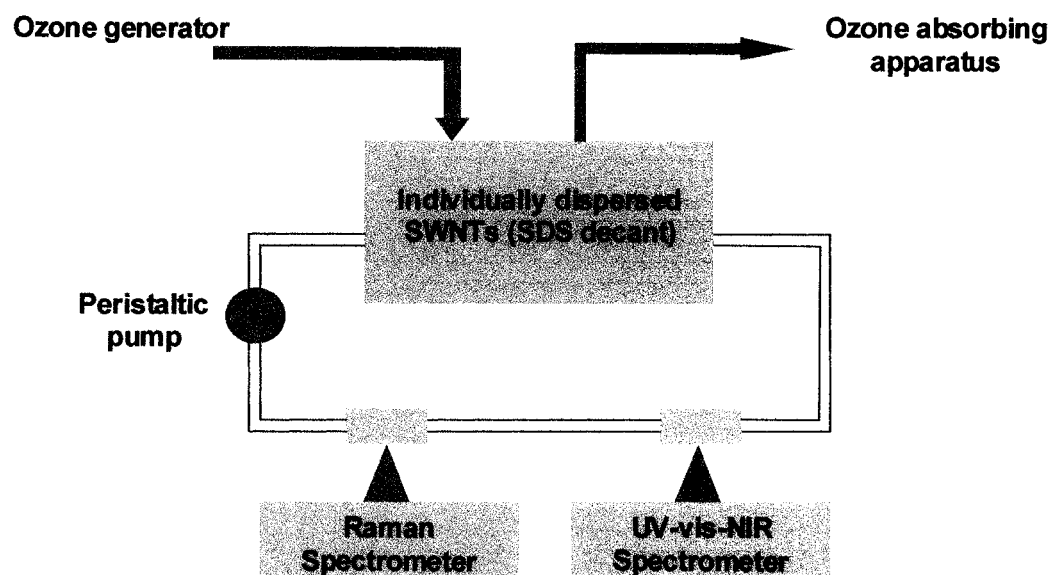 Ozone generator
Ozone absorbing
apparatus
Individually dispersed
SWNTs (SDS decant)
Peristaltic
pump
Raman
Spectrometer
UV-vis-NIR
Spectrometer